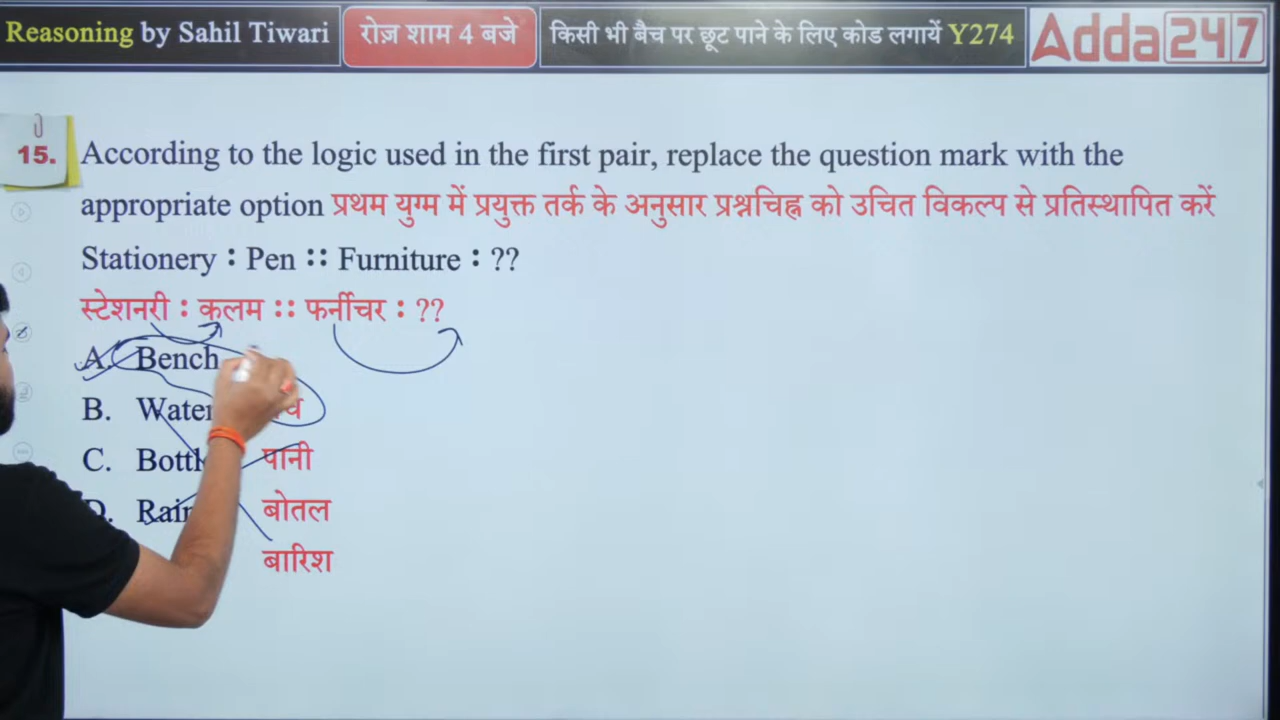 Reasoning by Sahil Tiwari
रोज़ शाम 4 बजे
किसी भी बैच पर छूट पाने के लिए कोड लगायें Y274
Adda247
15. According to the logic used in the first pair, replace the question mark with the
appropriate option प्रथम युग्म में प्रयुक्त तर्क के अनुसार प्रश्नचिह्न को उचित विकल्प से प्रतिस्थापित करें
Stationery : Pen :: Furniture : ??
स्टेशनरी : कलम :: फर्नीचर : ??
A. Bench
B. Water
C.
पानी
D.
बोतल
बारिश